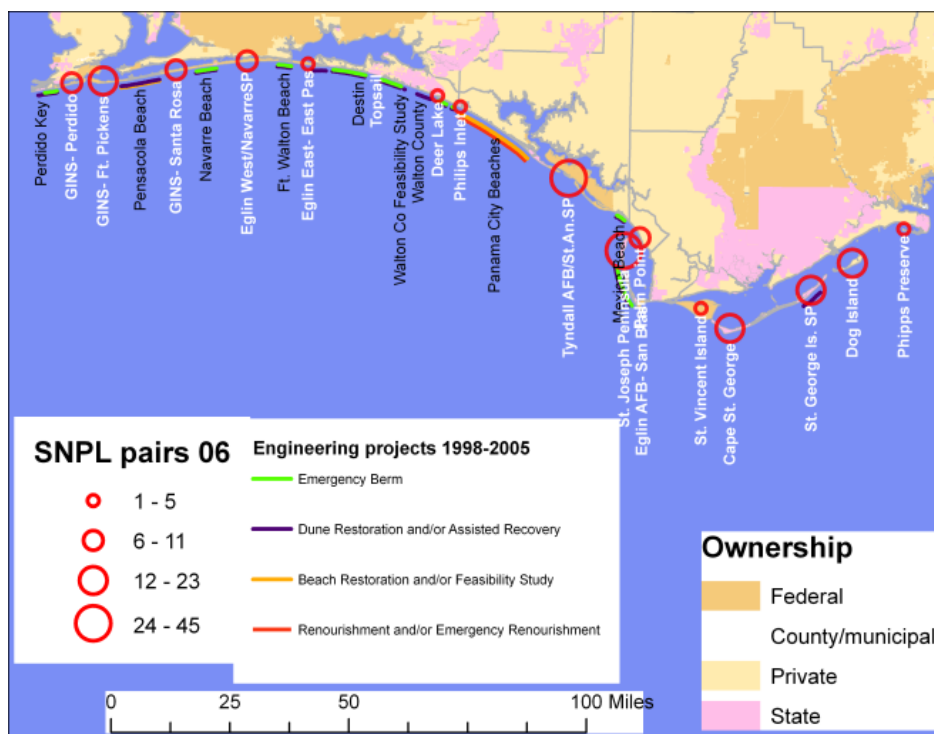 Perdido Key
GINS- Perdido
GINS- Ft. Pickens
Pensacola Beach
GINS- Santa Rosa
Navarre Beach
Eglin West/NavarreSP
Ft. Walton Beach
Eglin East- East Pas
Destin
Topsail
Walton Co Feasibility Study
Walton County
Deer Lake
Philips Inlet
Panama City Beaches
Tyndall AFB/St.An.SP
Mexico Beach
St. Joseph Peninsula
Eglin AFB- San Blas
Palm Point
St. Vincent Island
Cape St. George
St. George Is. SP
Dog Island
Phipps Preserve
SNPL pairs 06
1 - 5
6 - 11
12 - 23
24 - 45
Engineering projects 1998-2005
Emergency Berm
Dune Restoration and/or Assisted Recovery
Beach Restoration and/or Feasibility Study
Renourishment and/or Emergency Renourishment
Ownership
Federal
County/municipal
Private
State
0 25 50 100 Miles